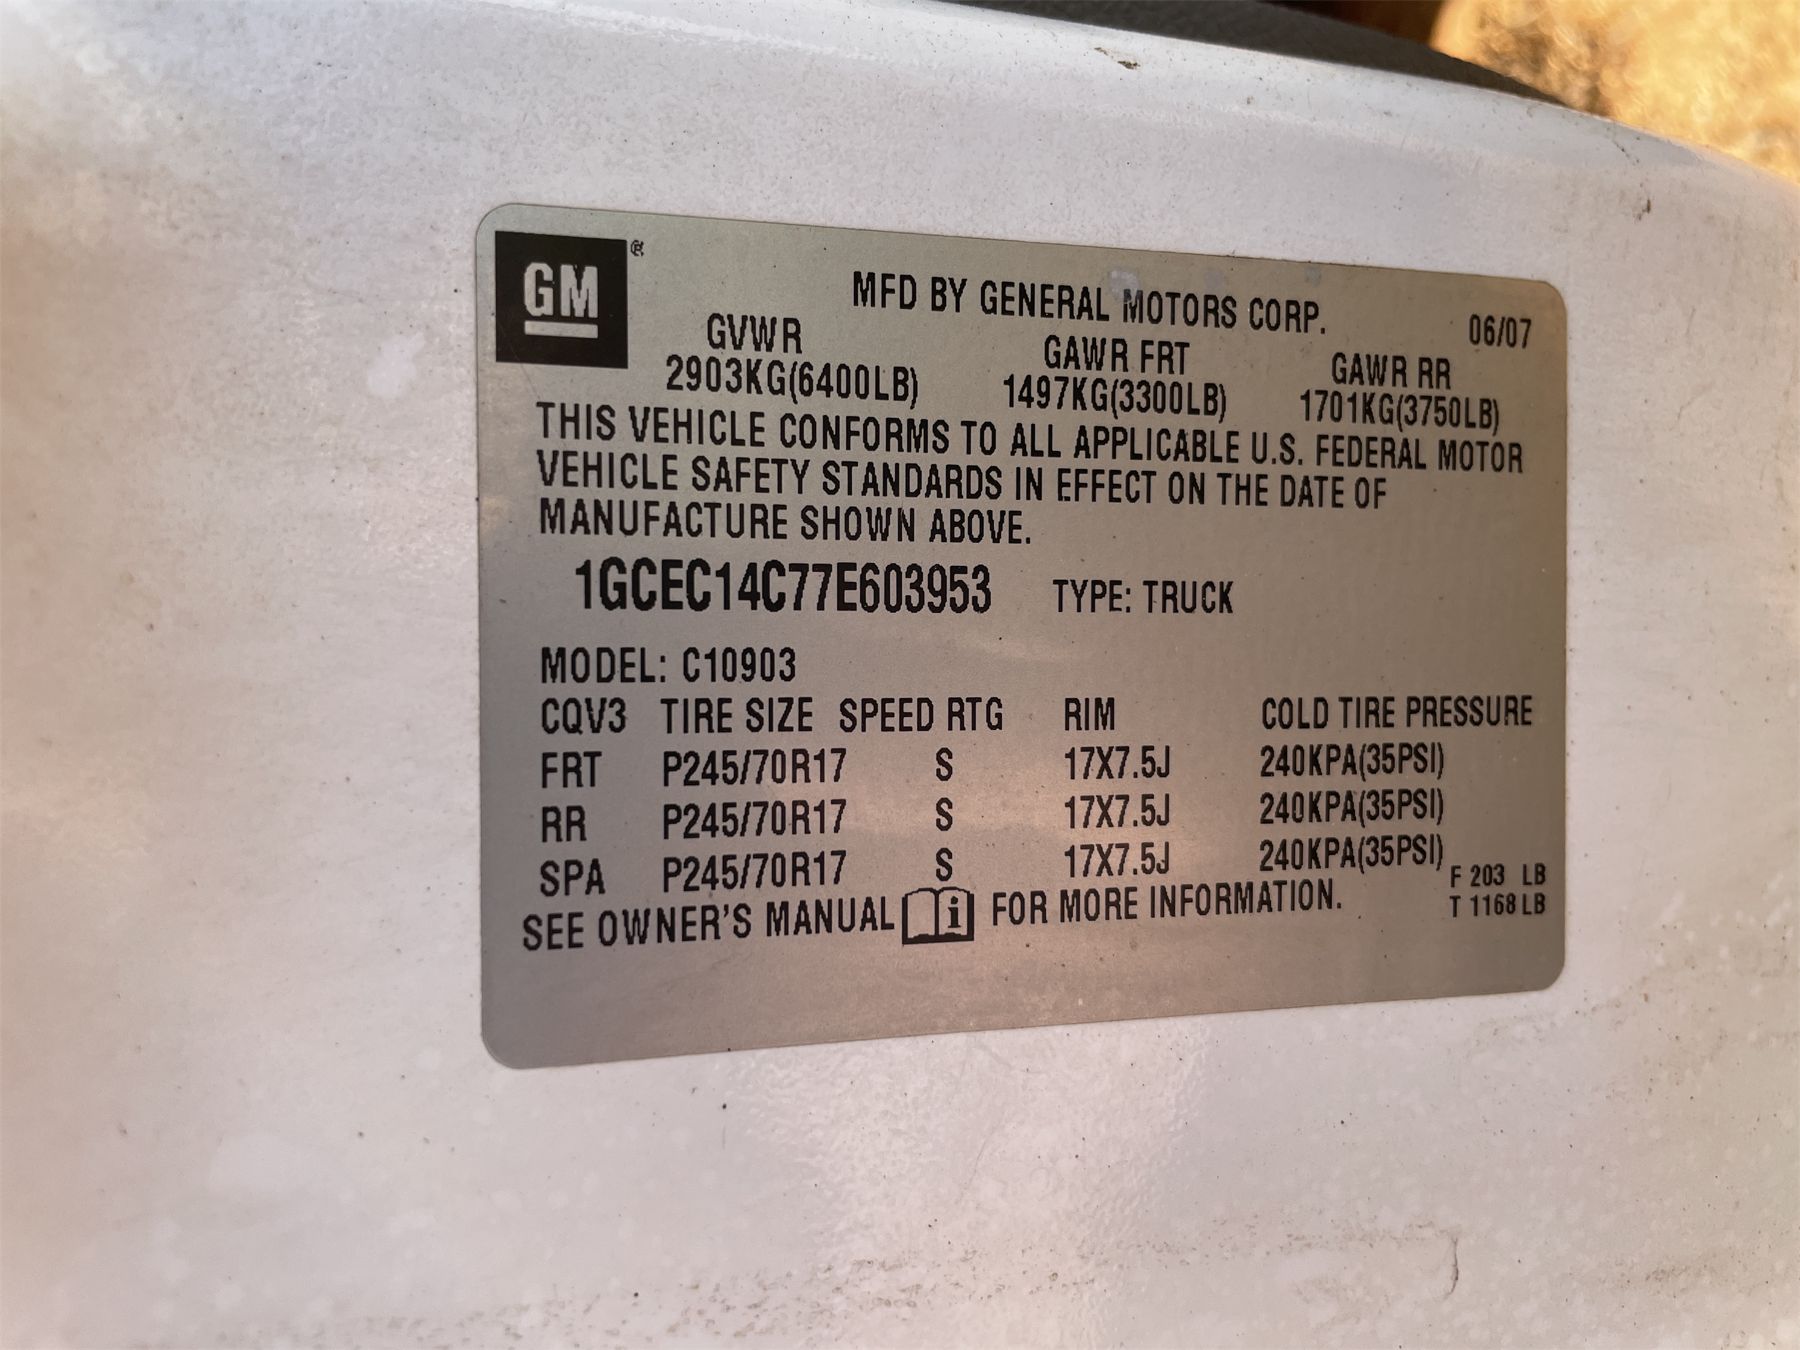 GM ®
MFD BY GENERAL MOTORS CORP. 06/07
GVWR GAWR FRT GAWR RR
2903KG(6400LB) 1497KG(3300LB) 1701KG(3750LB)
THIS VEHICLE CONFORMS TO ALL APPLICABLE U.S. FEDERAL MOTOR
VEHICLE SAFETY STANDARDS IN EFFECT ON THE DATE OF
MANUFACTURE SHOWN ABOVE.
1GCEC14C77E603953 TYPE: TRUCK
MODEL: C10903
CQV3 TIRE SIZE SPEED RTG RIM COLD TIRE PRESSURE
FRT P245/70R17 S 17X7.5J 240KPA(35PSI)
RR P245/70R17 S 17X7.5J 240KPA(35PSI)
SPA P245/70R17 S 17X7.5J 240KPA(35PSI)
F 203 LB
SEE OWNER'S MANUAL i FOR MORE INFORMATION. T 1168 LB